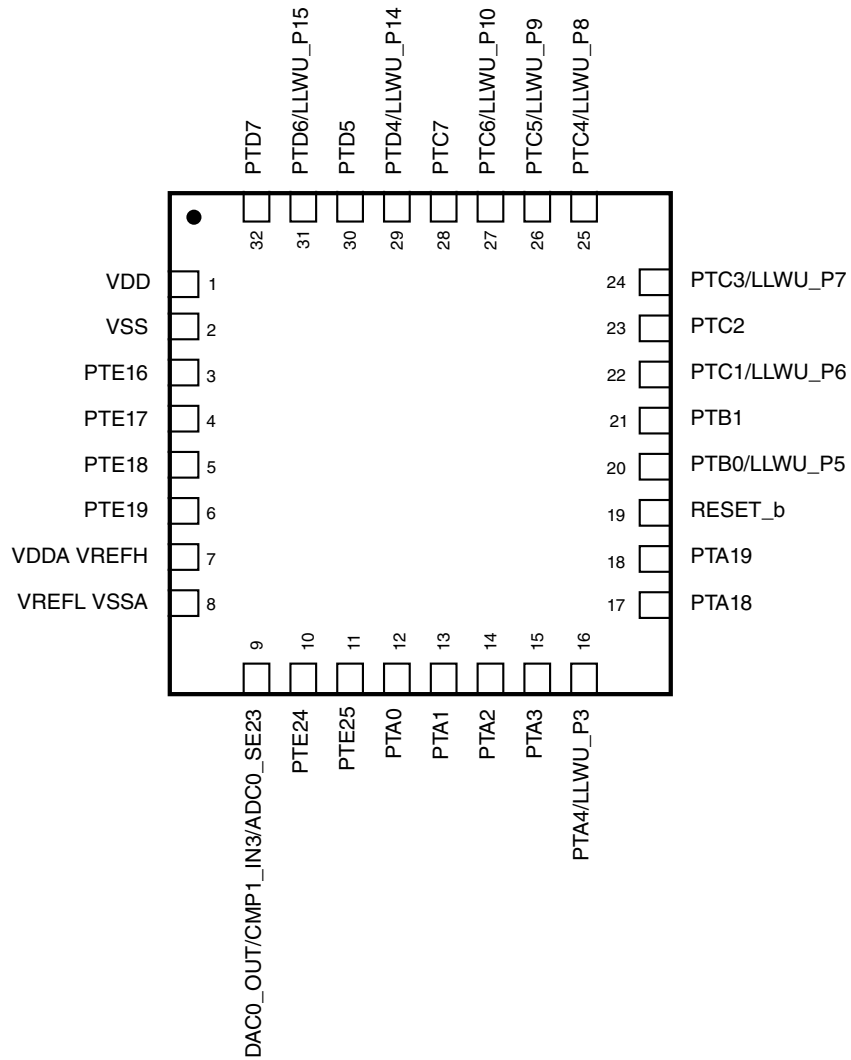 PTD7
PTD6/LLWU_P15
PTD5
PTD4/LLWU_P14
PTC7
PTC6/LLWU_P10
PTC5/LLWU_P9
PTC4/LLWU_P8
32
31
30
29
28
27
26
25
VDD 1
VSS 2
PTE16 3
PTE17 4
PTE18 5
PTE19 6
VDDA VREFH 7
VREFL VSSA 8
24 PTC3/LLWU_P7
23 PTC2
22 PTC1/LLWU_P6
21 PTB1
20 PTB0/LLWU_P5
19 RESET_b
18 PTA19
17 PTA18
9
10
11
12
13
14
15
16
DAC0_OUT/CMP1_IN3/ADC0_SE23
PTE24
PTE25
PTA0
PTA1
PTA2
PTA3
PTA4/LLWU_P3